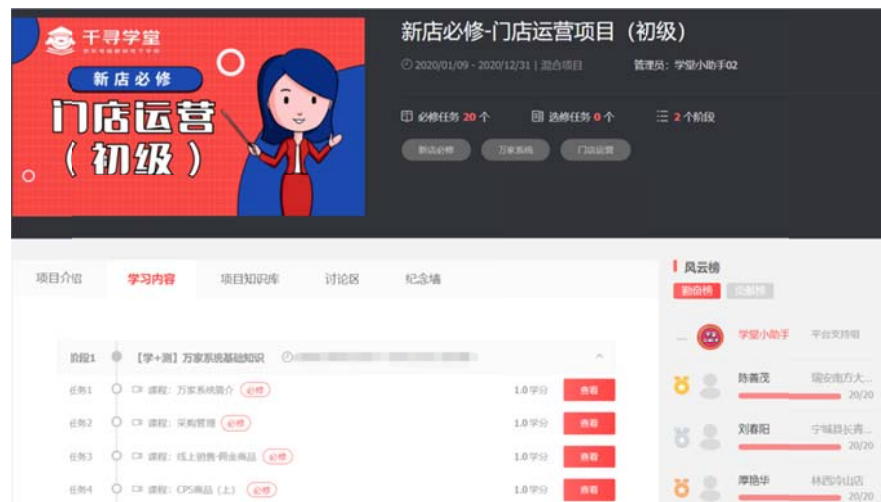 千寻学堂
新店必修
门店运营
（初级）
新店必修-门店运营项目（初级）
2020/01/09 - 2020/12/31 | 混合项目 管理员：学堂小助手02
必修任务 20 个 选修任务 0 个 2 个阶段
新店必修 万家系统 门店运营
项目介绍 学习内容 项目知识库 讨论区 纪念墙
风云榜
勤奋榜 贡献榜
学堂小助手 平台支持组
阶段1 【学+测】万家系统基础知识
任务1 课程：万家系统简介 必修 1.0 学分 查看
陈善茂 瑞安南方大...
20/20
任务2 课程：采购管理 必修 1.0 学分 查看
刘春阳 宁城县长青...
20/20
任务3 课程：线上销售-佣金商品 必修 1.0 学分 查看
任务4 课程：CPS商品（上） 必修 1.0 学分 查看
厚艳华 林西冷山店
20/20